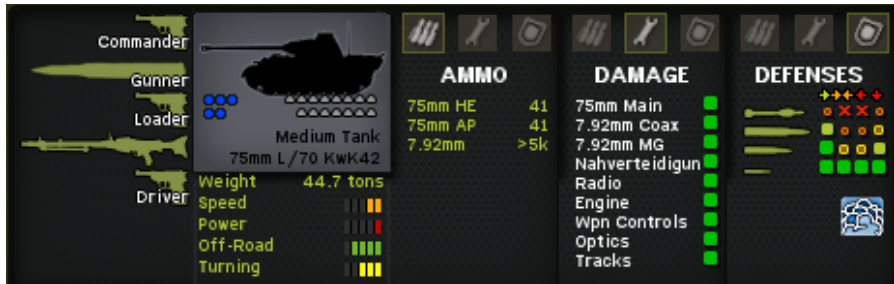 Commander
Gunner
Loader
Driver
Medium Tank
75mm L/70 KwK42
Weight 44.7 tons
Speed
Power
Off-Road
Turning
AMMO
75mm HE 41
75mm AP 41
7.92mm >5k
DAMAGE
75mm Main
7.92mm Coax
7.92mm MG
Nahverteidigun
Radio
Engine
Wpn Controls
Optics
Tracks
DEFENSES